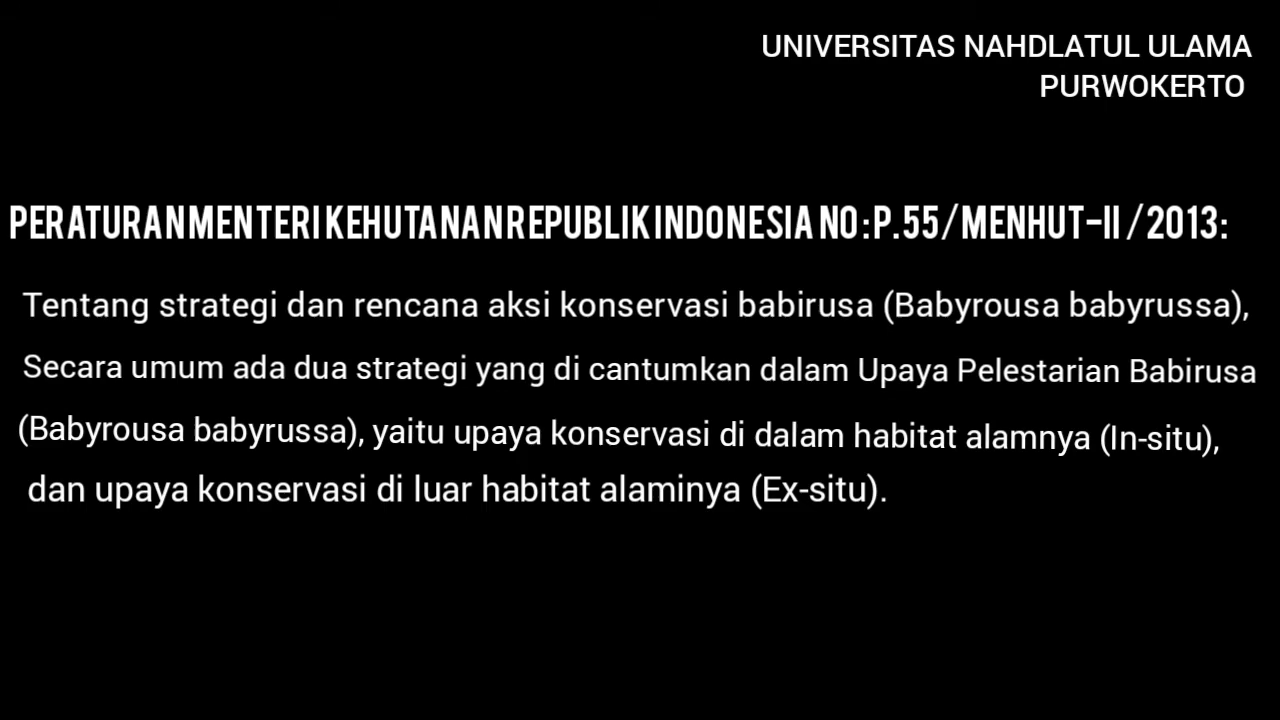 UNIVERSITAS NAHDLATUL ULAMA
PURWOKERTO
PERATURAN MENTERI KEHUTANAN REPUBLIK INDONESIA NO:P.55/MENHUT-II/2013:
Tentang strategi dan rencana aksi konservasi babirusa (Babyrousa babyrussa),
Secara umum ada dua strategi yang di cantumkan dalam Upaya Pelestarian Babirusa
(Babyrousa babyrussa), yaitu upaya konservasi di dalam habitat alamnya (In-situ),
dan upaya konservasi di luar habitat alaminya (Ex-situ).